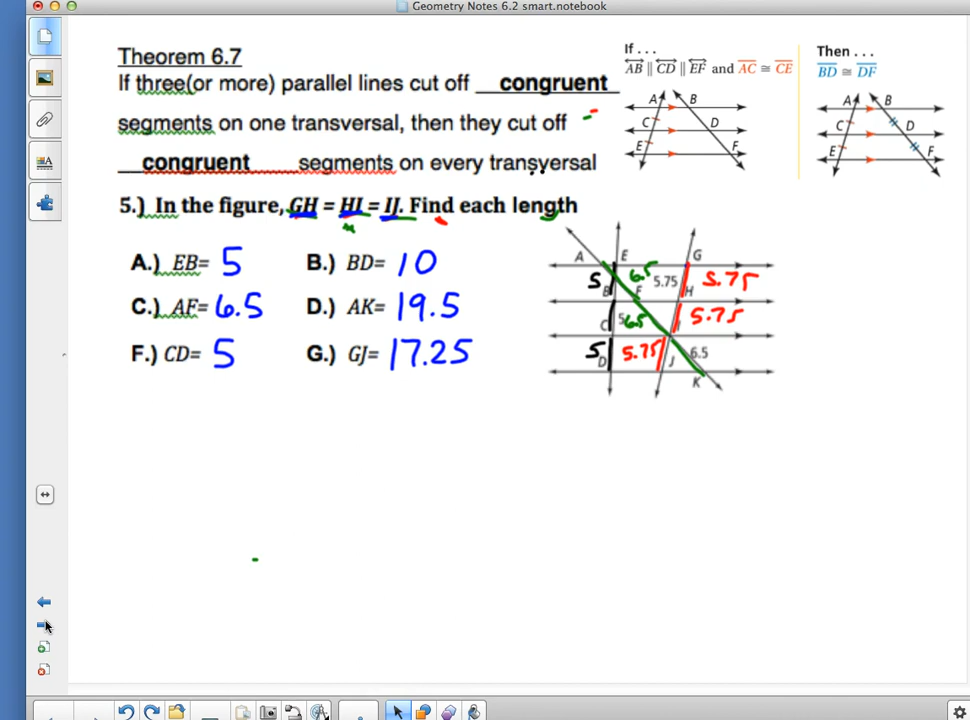 Geometry Notes 6.2 smart.notebook
Theorem 6.7
If three(or more) parallel lines cut off congruent
segments on one transversal, then they cut off
congruent segments on every transversal
If . . .
AB || CD || EF and AC ≅ CE
A B
C D
E F
Then . . .
BD ≅ DF
A B
C D
E F
5.) In the figure, GH = HI = IJ. Find each length
A.) EB= 5 B.) BD= 10
C.) AF= 6.5 D.) AK= 19.5
F.) CD= 5 G.) GJ= 17.25
A E G
5 B 6.5 5.75 5.75
F H
C 5 6.5 5.75
5 D 5.75 J 6.5
K